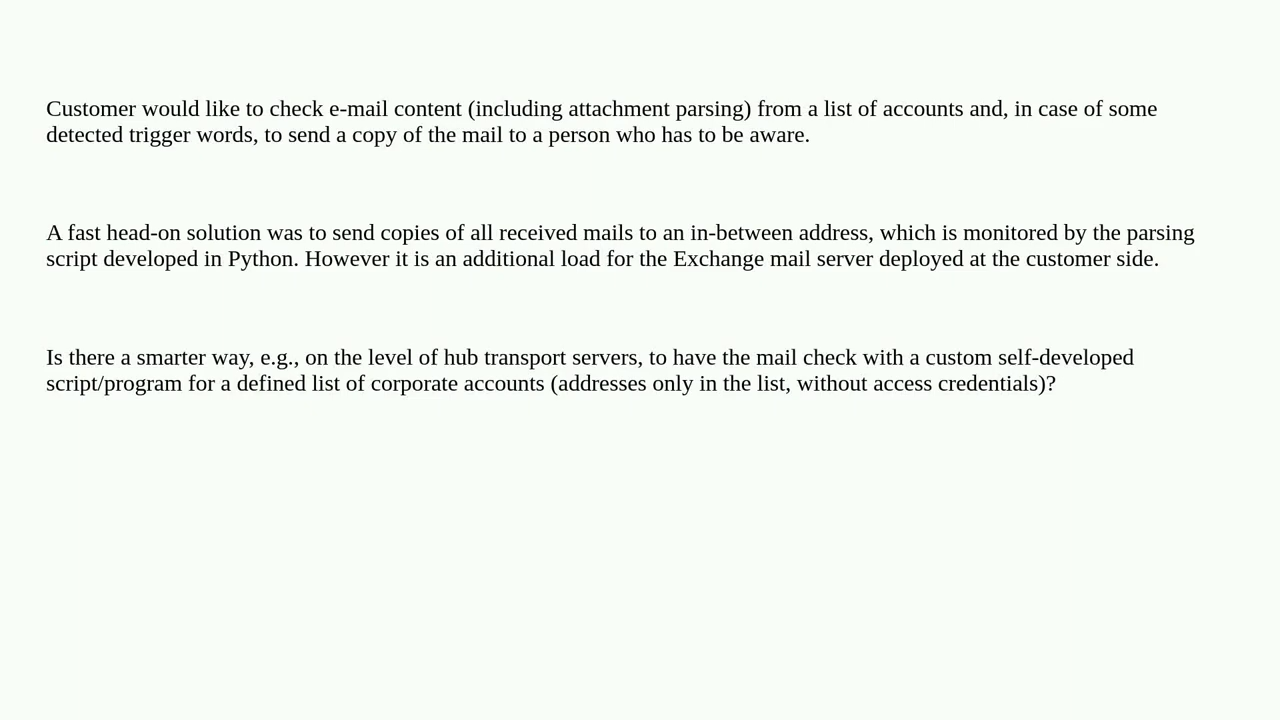 Customer would like to check e-mail content (including attachment parsing) from a list of accounts and, in case of some
detected trigger words, to send a copy of the mail to a person who has to be aware.
A fast head-on solution was to send copies of all received mails to an in-between address, which is monitored by the parsing
script developed in Python. However it is an additional load for the Exchange mail server deployed at the customer side.
Is there a smarter way, e.g., on the level of hub transport servers, to have the mail check with a custom self-developed
script/program for a defined list of corporate accounts (addresses only in the list, without access credentials)?